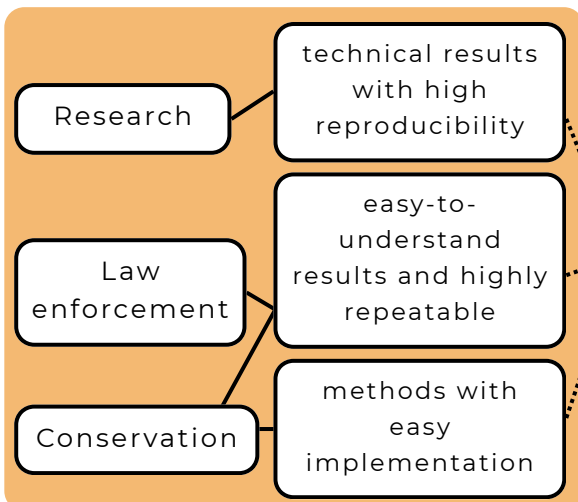 Research
technical results
with high
reproducibility
Law
enforcement
easy-to-
understand
results and highly
repeatable
Conservation
methods with
easy
implementation